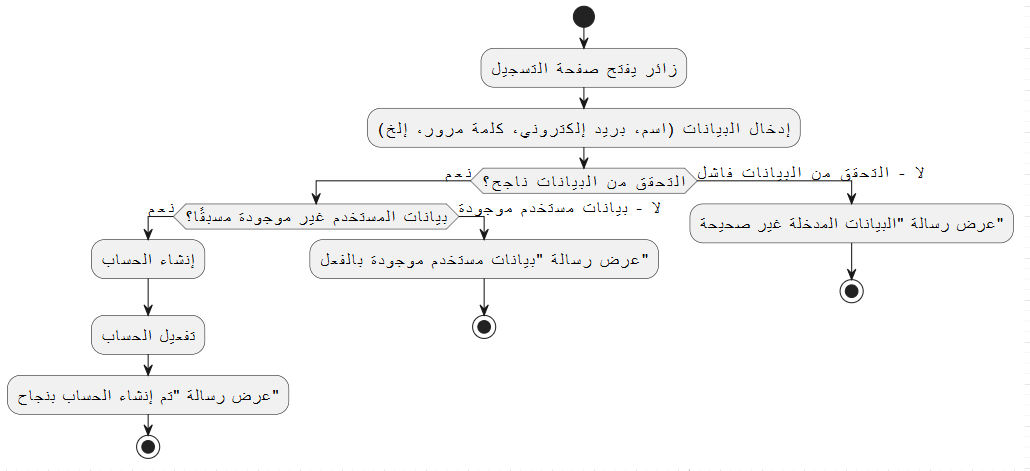 زائر يفتح صفحة التسجيل
إدخال البيانات (اسم، بريد إلكتروني، كلمة مرور، إلخ)
التحقق من البيانات ناجح؟
نعم
لا - التحقق من البيانات فاشل
بيانات المستخدم غير موجودة مسبقًا؟
نعم
لا - بيانات مستخدم موجودة
عرض رسالة "البيانات المدخلة غير صحيحة"
إنشاء الحساب
عرض رسالة "بيانات مستخدم موجودة بالفعل"
تفعيل الحساب
عرض رسالة "تم إنشاء الحساب بنجاح"